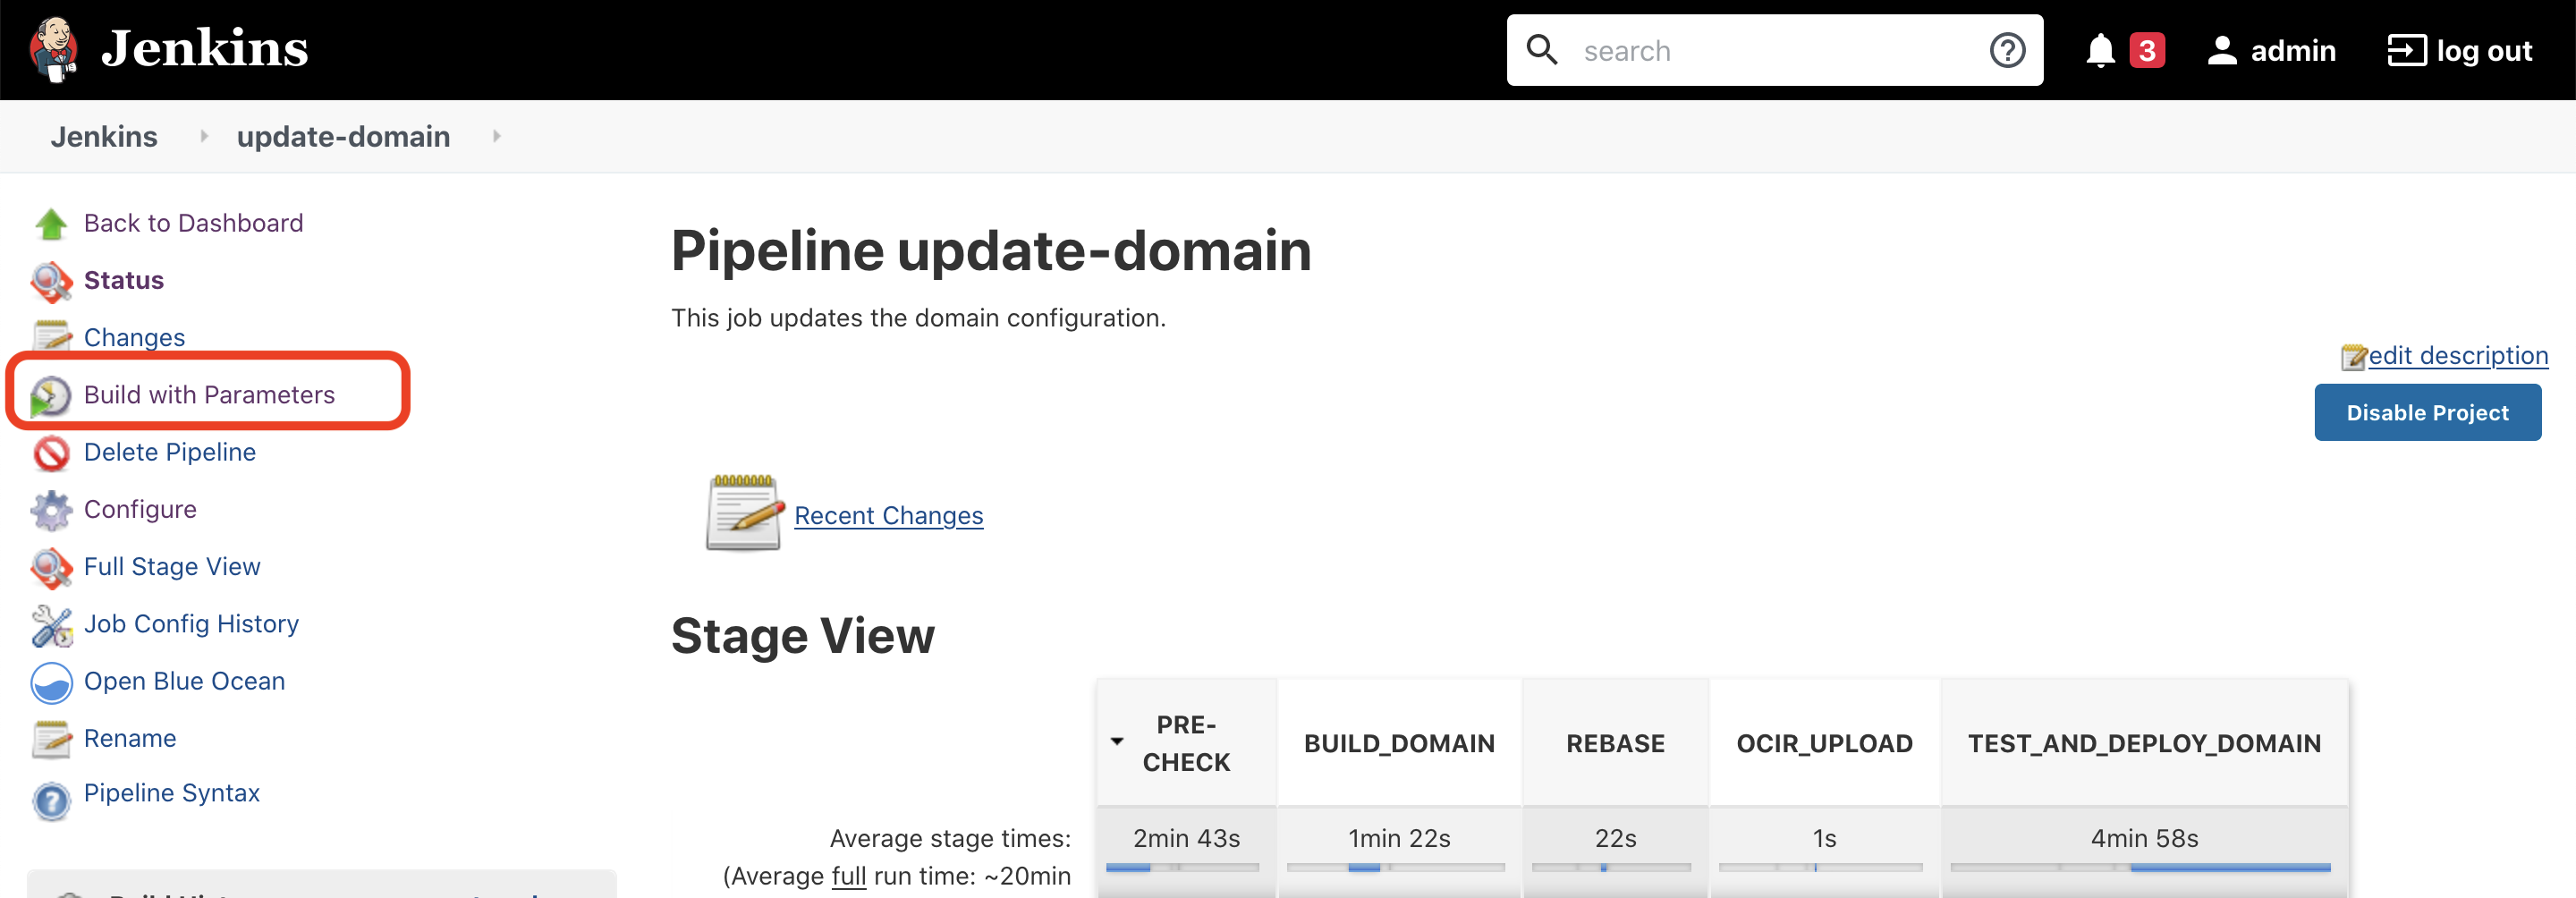 Jenkins
search
3
admin
log out
Jenkins
update-domain
Back to Dashboard
Status
Changes
Build with Parameters
Delete Pipeline
Configure
Full Stage View
Job Config History
Open Blue Ocean
Rename
Pipeline Syntax
Pipeline update-domain
This job updates the domain configuration.
edit description
Disable Project
Recent Changes
Stage View
PRE-
CHECK
BUILD_DOMAIN
REBASE
OCIR_UPLOAD
TEST_AND_DEPLOY_DOMAIN
Average stage times:
2min 43s
1min 22s
22s
1s
4min 58s
(Average full run time: ~20min